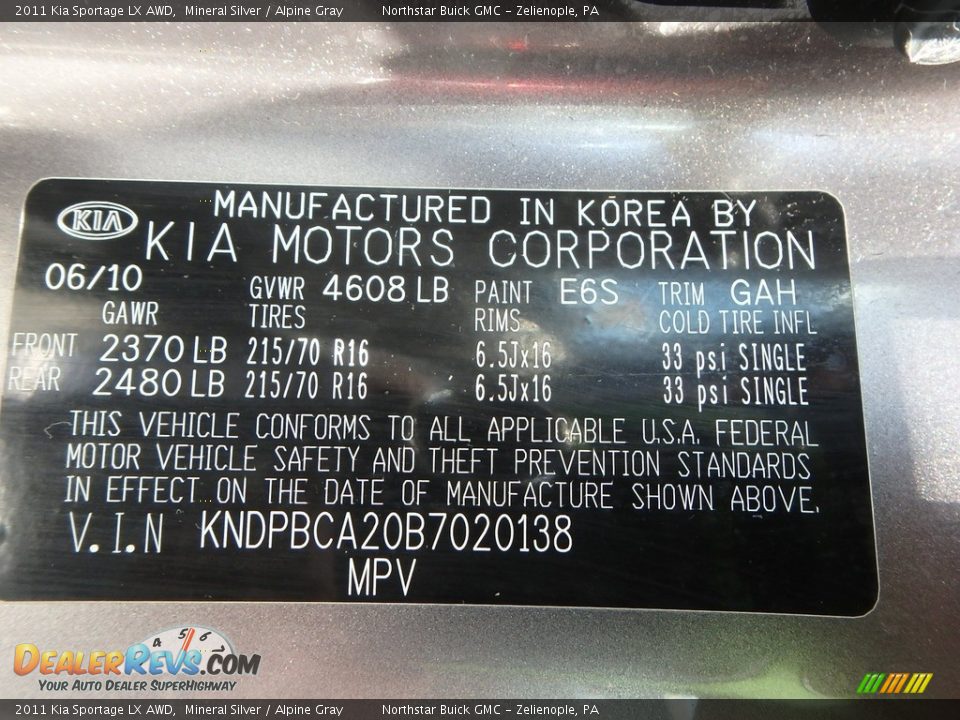 2011 Kia Sportage LX AWD, Mineral Silver / Alpine Gray Northstar Buick GMC - Zelienople, PA
KIA
MANUFACTURED IN KOREA BY
KIA MOTORS CORPORATION
06/10 GVWR 4608 LB PAINT E6S TRIM GAH
GAWR TIRES RIMS COLD TIRE INFL
FRONT 2370 LB 215/70 R16 6.5Jx16 33 psi SINGLE
REAR 2480 LB 215/70 R16 6.5Jx16 33 psi SINGLE
THIS VEHICLE CONFORMS TO ALL APPLICABLE U.S.A. FEDERAL
MOTOR VEHICLE SAFETY AND THEFT PREVENTION STANDARDS
IN EFFECT ON THE DATE OF MANUFACTURE SHOWN ABOVE.
V.I.N KNDPBCA20B7020138
MPV
4 5 6 7
DEALERREVS.COM
YOUR AUTO DEALER SUPERHIGHWAY
2011 Kia Sportage LX AWD, Mineral Silver / Alpine Gray Northstar Buick GMC - Zelienople, PA